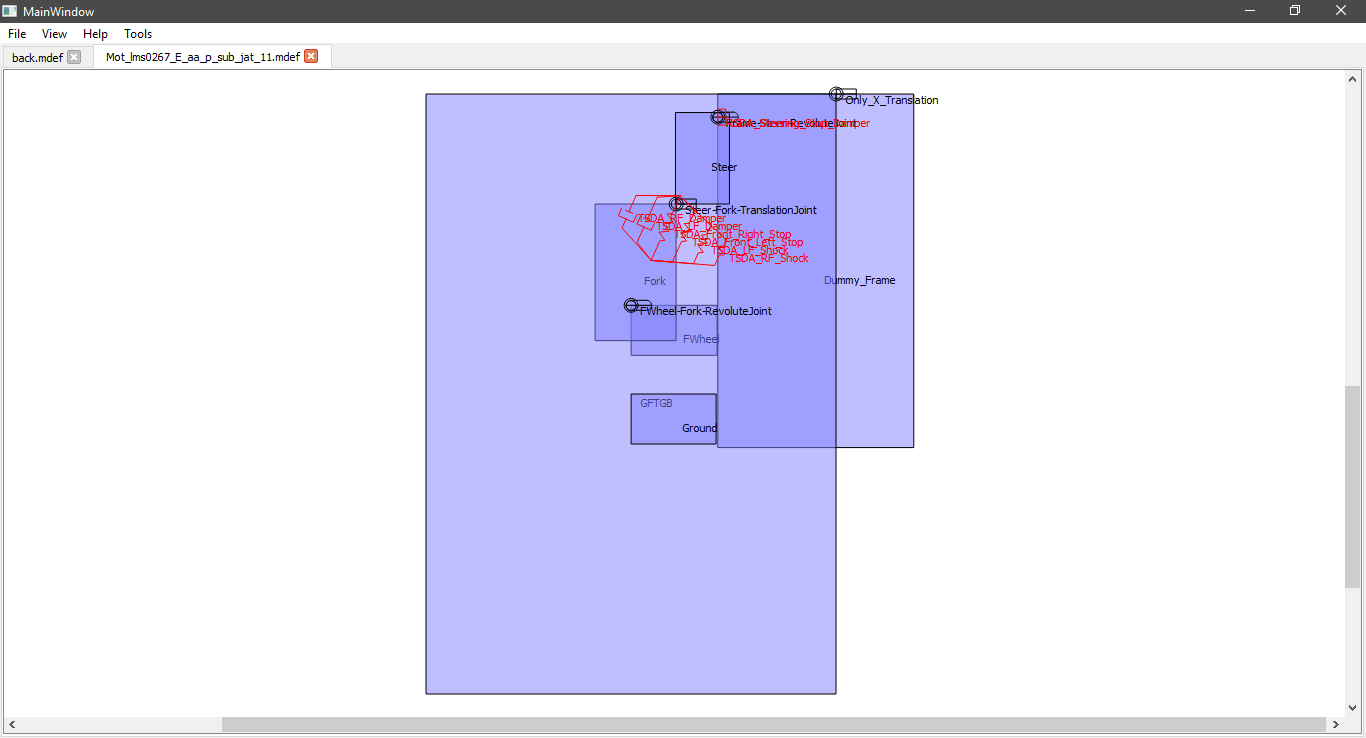 MainWindow
File View Help Tools
back.mdef
Mot_lms0267_E_aa_p_sub_jat_11.mdef
Only_X_Translation
Steer
Steer-Fork-TranslationJoint
TSDA_RF_Damper
TSDA_LF_Damper
TSDA_Front_Right_Stop
TSDA_Front_Left_Stop
TSDA_LF_Shock
TSDA_RF_Shock
Fork
Dummy_Frame
FWheel-Fork-RevoluteJoint
FWheel
GFTGB
Ground